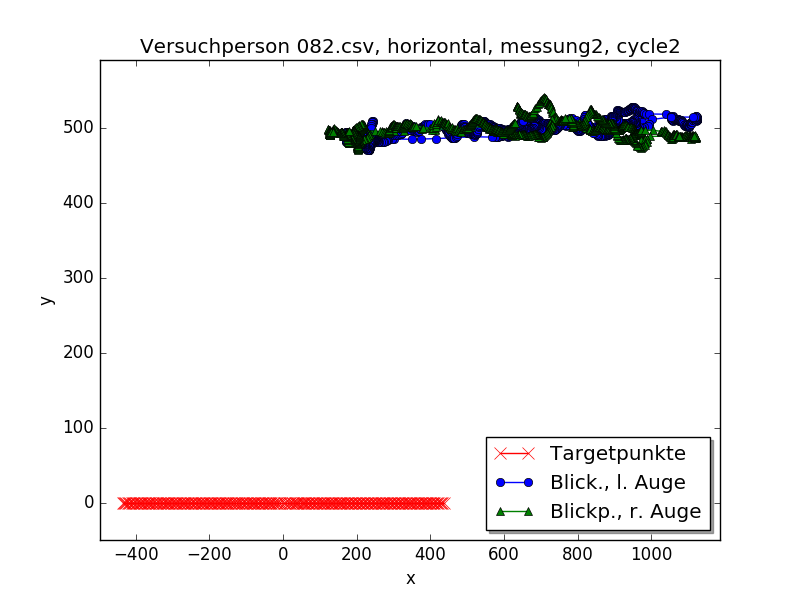 Versuchperson 082.csv, horizontal, messung2, cycle2
500
400
300
200
100
0
y
−400 −200 0 200 400 600 800 1000
x
Targetpunkte
Blick., l. Auge
Blickp., r. Auge